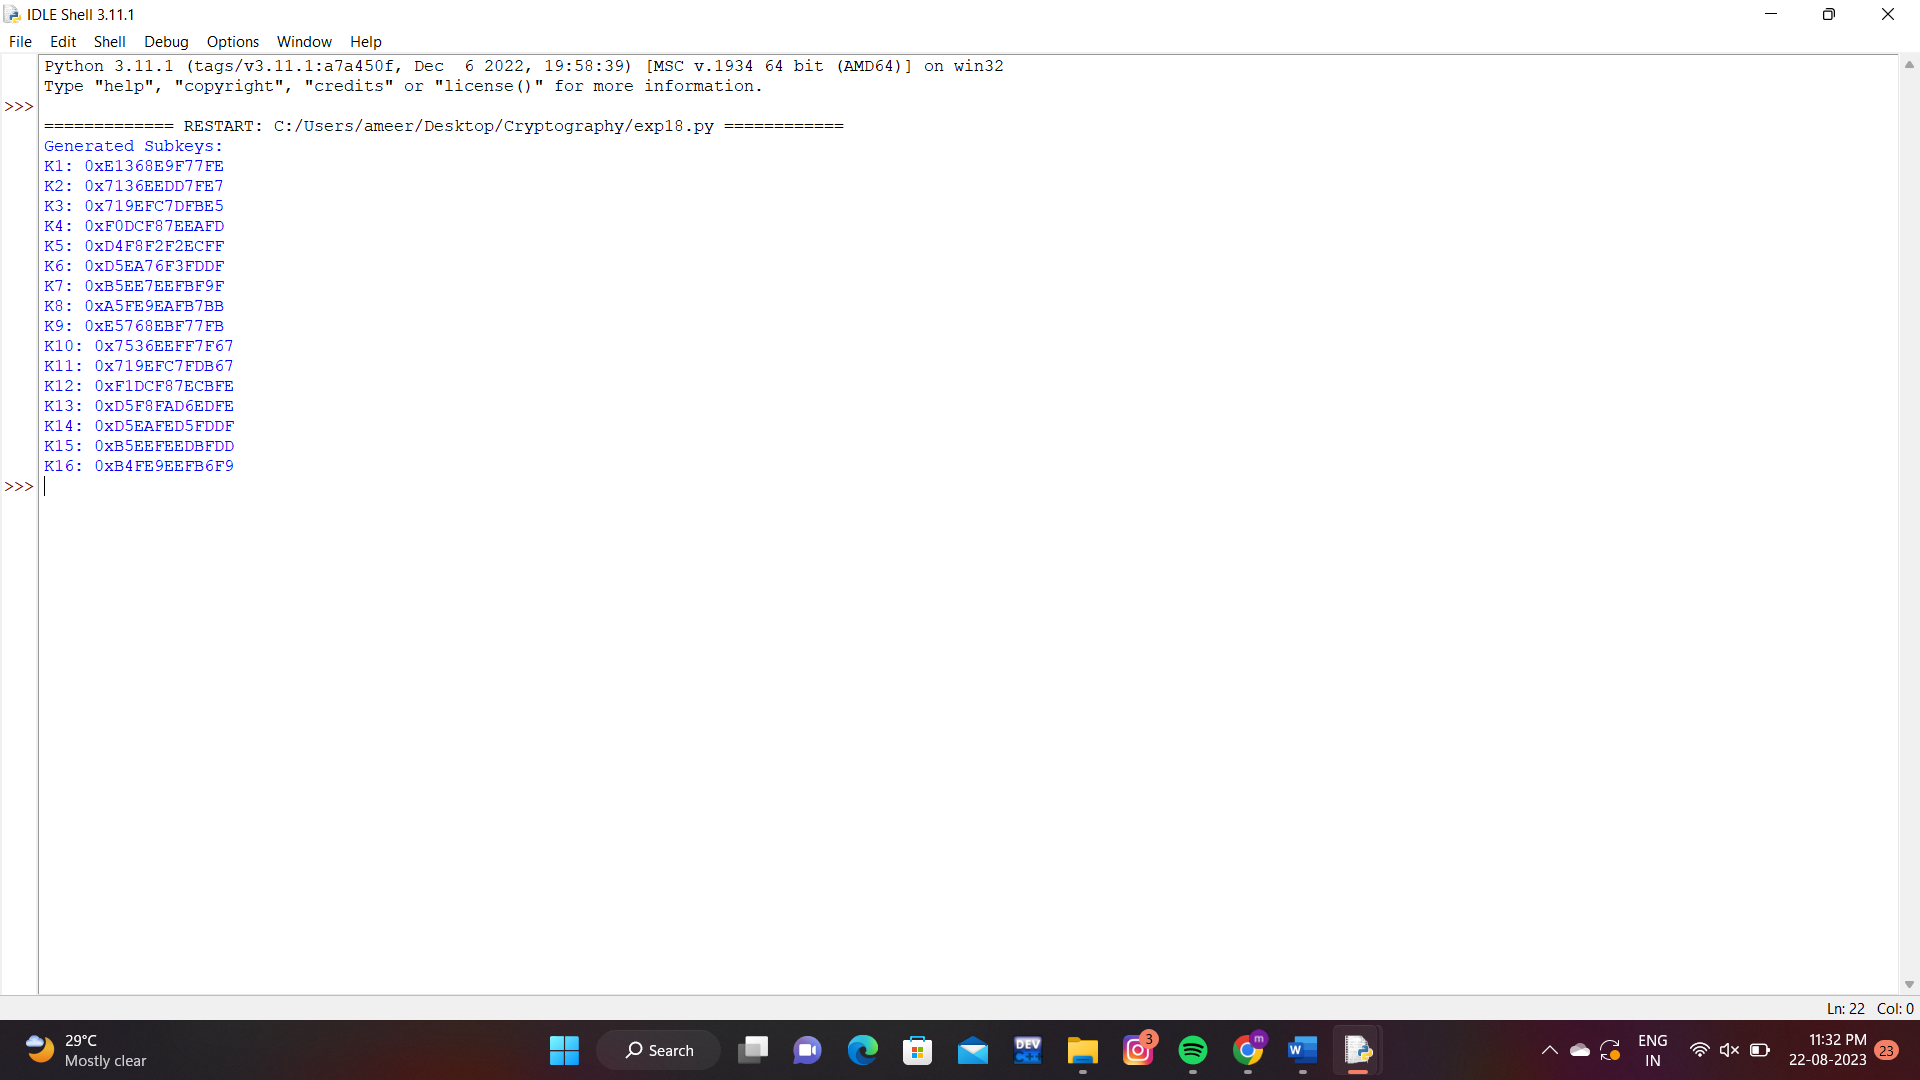 IDLE Shell 3.11.1
File Edit Shell Debug Options Window Help
Python 3.11.1 (tags/v3.11.1:a7a450f, Dec  6 2022, 19:58:39) [MSC v.1934 64 bit (AMD64)] on win32
Type "help", "copyright", "credits" or "license()" for more information.
>>>
============= RESTART: C:/Users/ameer/Desktop/Cryptography/exp18.py ============
Generated Subkeys:
K1: 0xE1368E9F77FE
K2: 0x7136EEDD7FE7
K3: 0x719EFC7DFBE5
K4: 0xF0DCF87EEAFD
K5: 0xD4F8F2F2ECFF
K6: 0xD5EA76F3FDDF
K7: 0xB5EE7EEFBF9F
K8: 0xA5FE9EAFB7BB
K9: 0xE5768EBF77FB
K10: 0x7536EEFF7F67
K11: 0x719EFC7FDB67
K12: 0xF1DCF87ECBFE
K13: 0xD5F8FAD6EDFE
K14: 0xD5EAFED5FDDF
K15: 0xB5EEFEEDBFDD
K16: 0xB4FE9EEFB6F9
>>>
Ln: 22 Col: 0
29°C
Mostly clear
Search
DEV
C++
3
m
W
ENG
IN
11:32 PM
22-08-2023
23